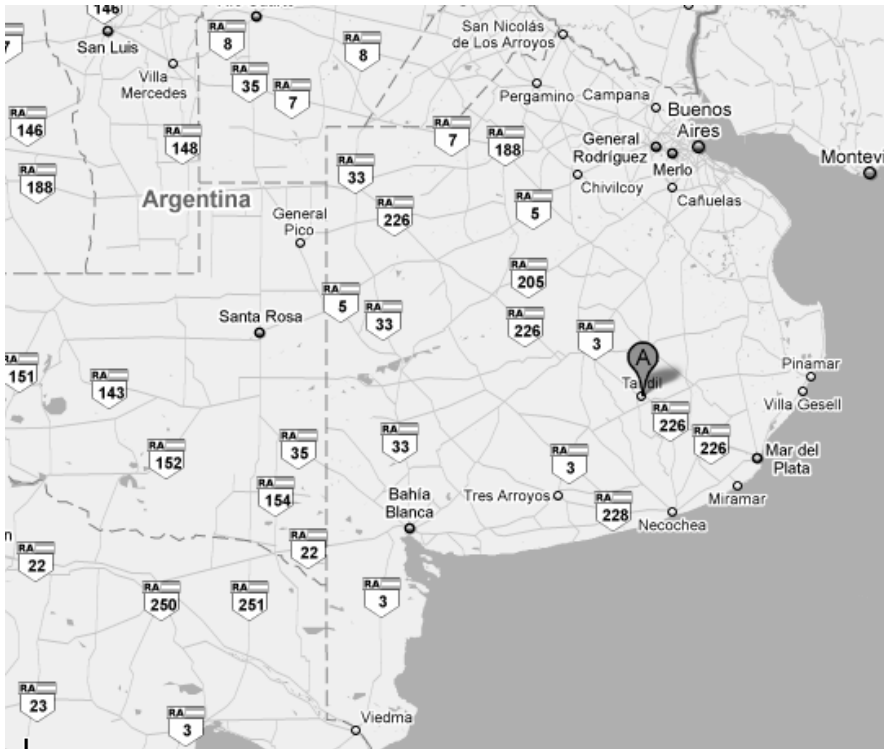 146
San Luis
RA
8
RA
8
San Nicolás
de Los Arroyos
Villa
Mercedes
RA
35
RA
7
Pergamino
Campana
RA
146
RA
148
RA
7
RA
188
Buenos
Aires
General
Rodríguez
Merlo
Montevi
RA
188
RA
33
Chivilcoy
Cañuelas
Argentina
General
Pico
RA
226
RA
5
RA
205
RA
5
Santa Rosa
RA
33
RA
226
RA
3
A
Tandil
Pinamar
Villa Gesell
RA
151
RA
143
RA
226
RA
226
Mar del
Plata
RA
152
RA
35
RA
33
RA
3
RA
154
Bahía
Blanca
Tres Arroyos
RA
228
Miramar
Necochea
RA
22
RA
22
RA
250
RA
251
RA
3
RA
23
RA
3
Viedma